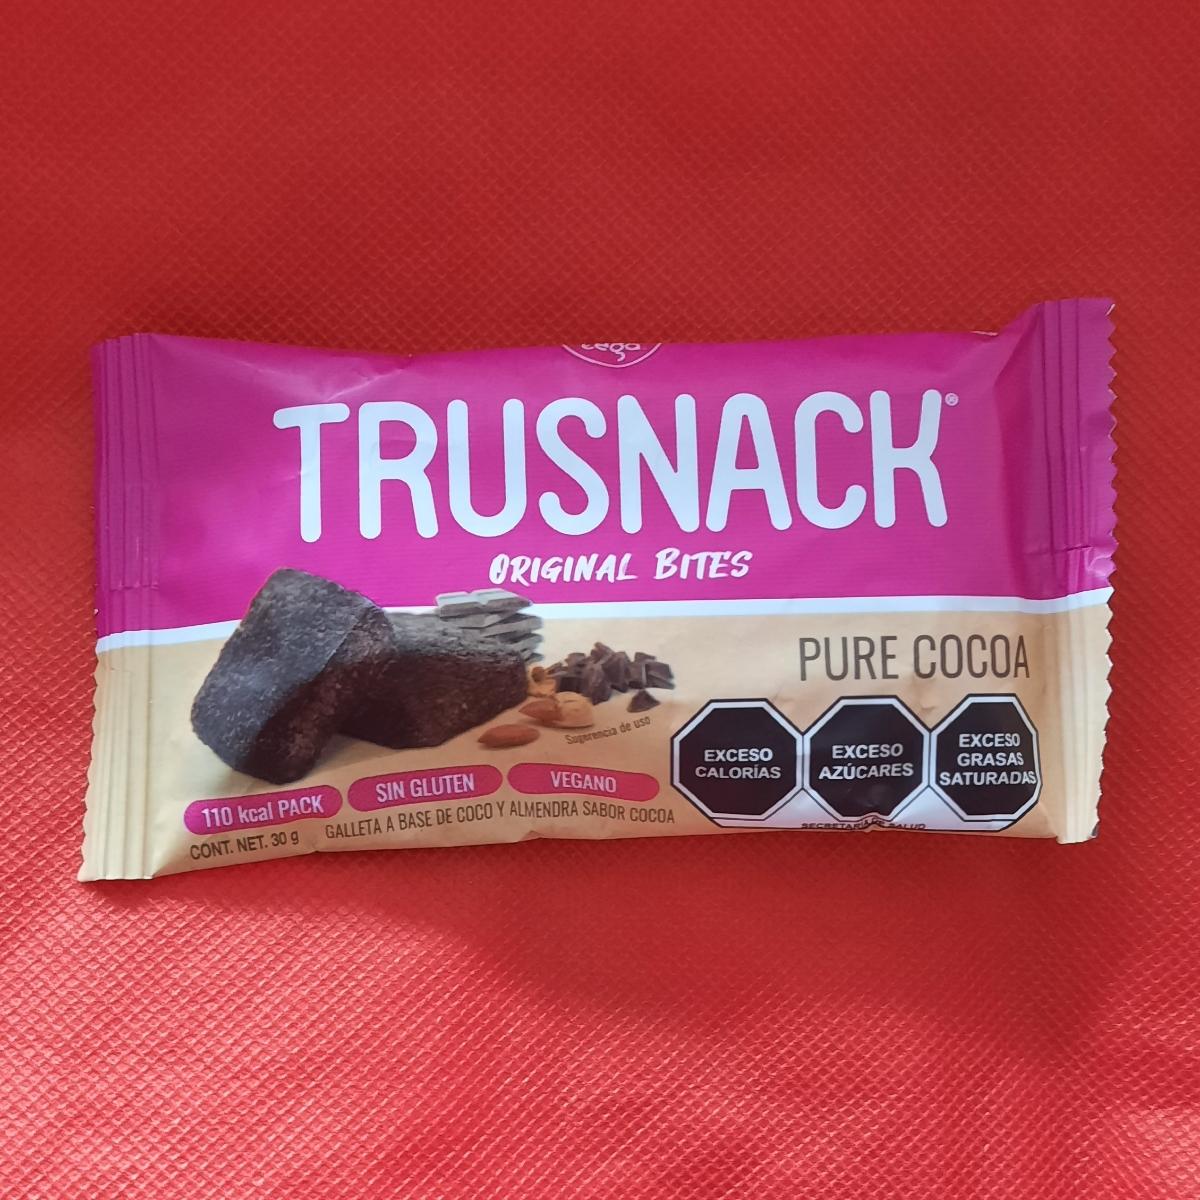 TRUSNACK®
ORIGINAL BITES
PURE COCOA
Sugerencia de uso
EXCESO
CALORÍAS
EXCESO
AZÚCARES
EXCESO
GRASAS
SATURADAS
SECRETARÍA DE SALUD
110 kcal PACK
SIN GLUTEN
VEGANO
GALLETA A BASE DE COCO Y ALMENDRA SABOR COCOA
CONT. NET. 30 g